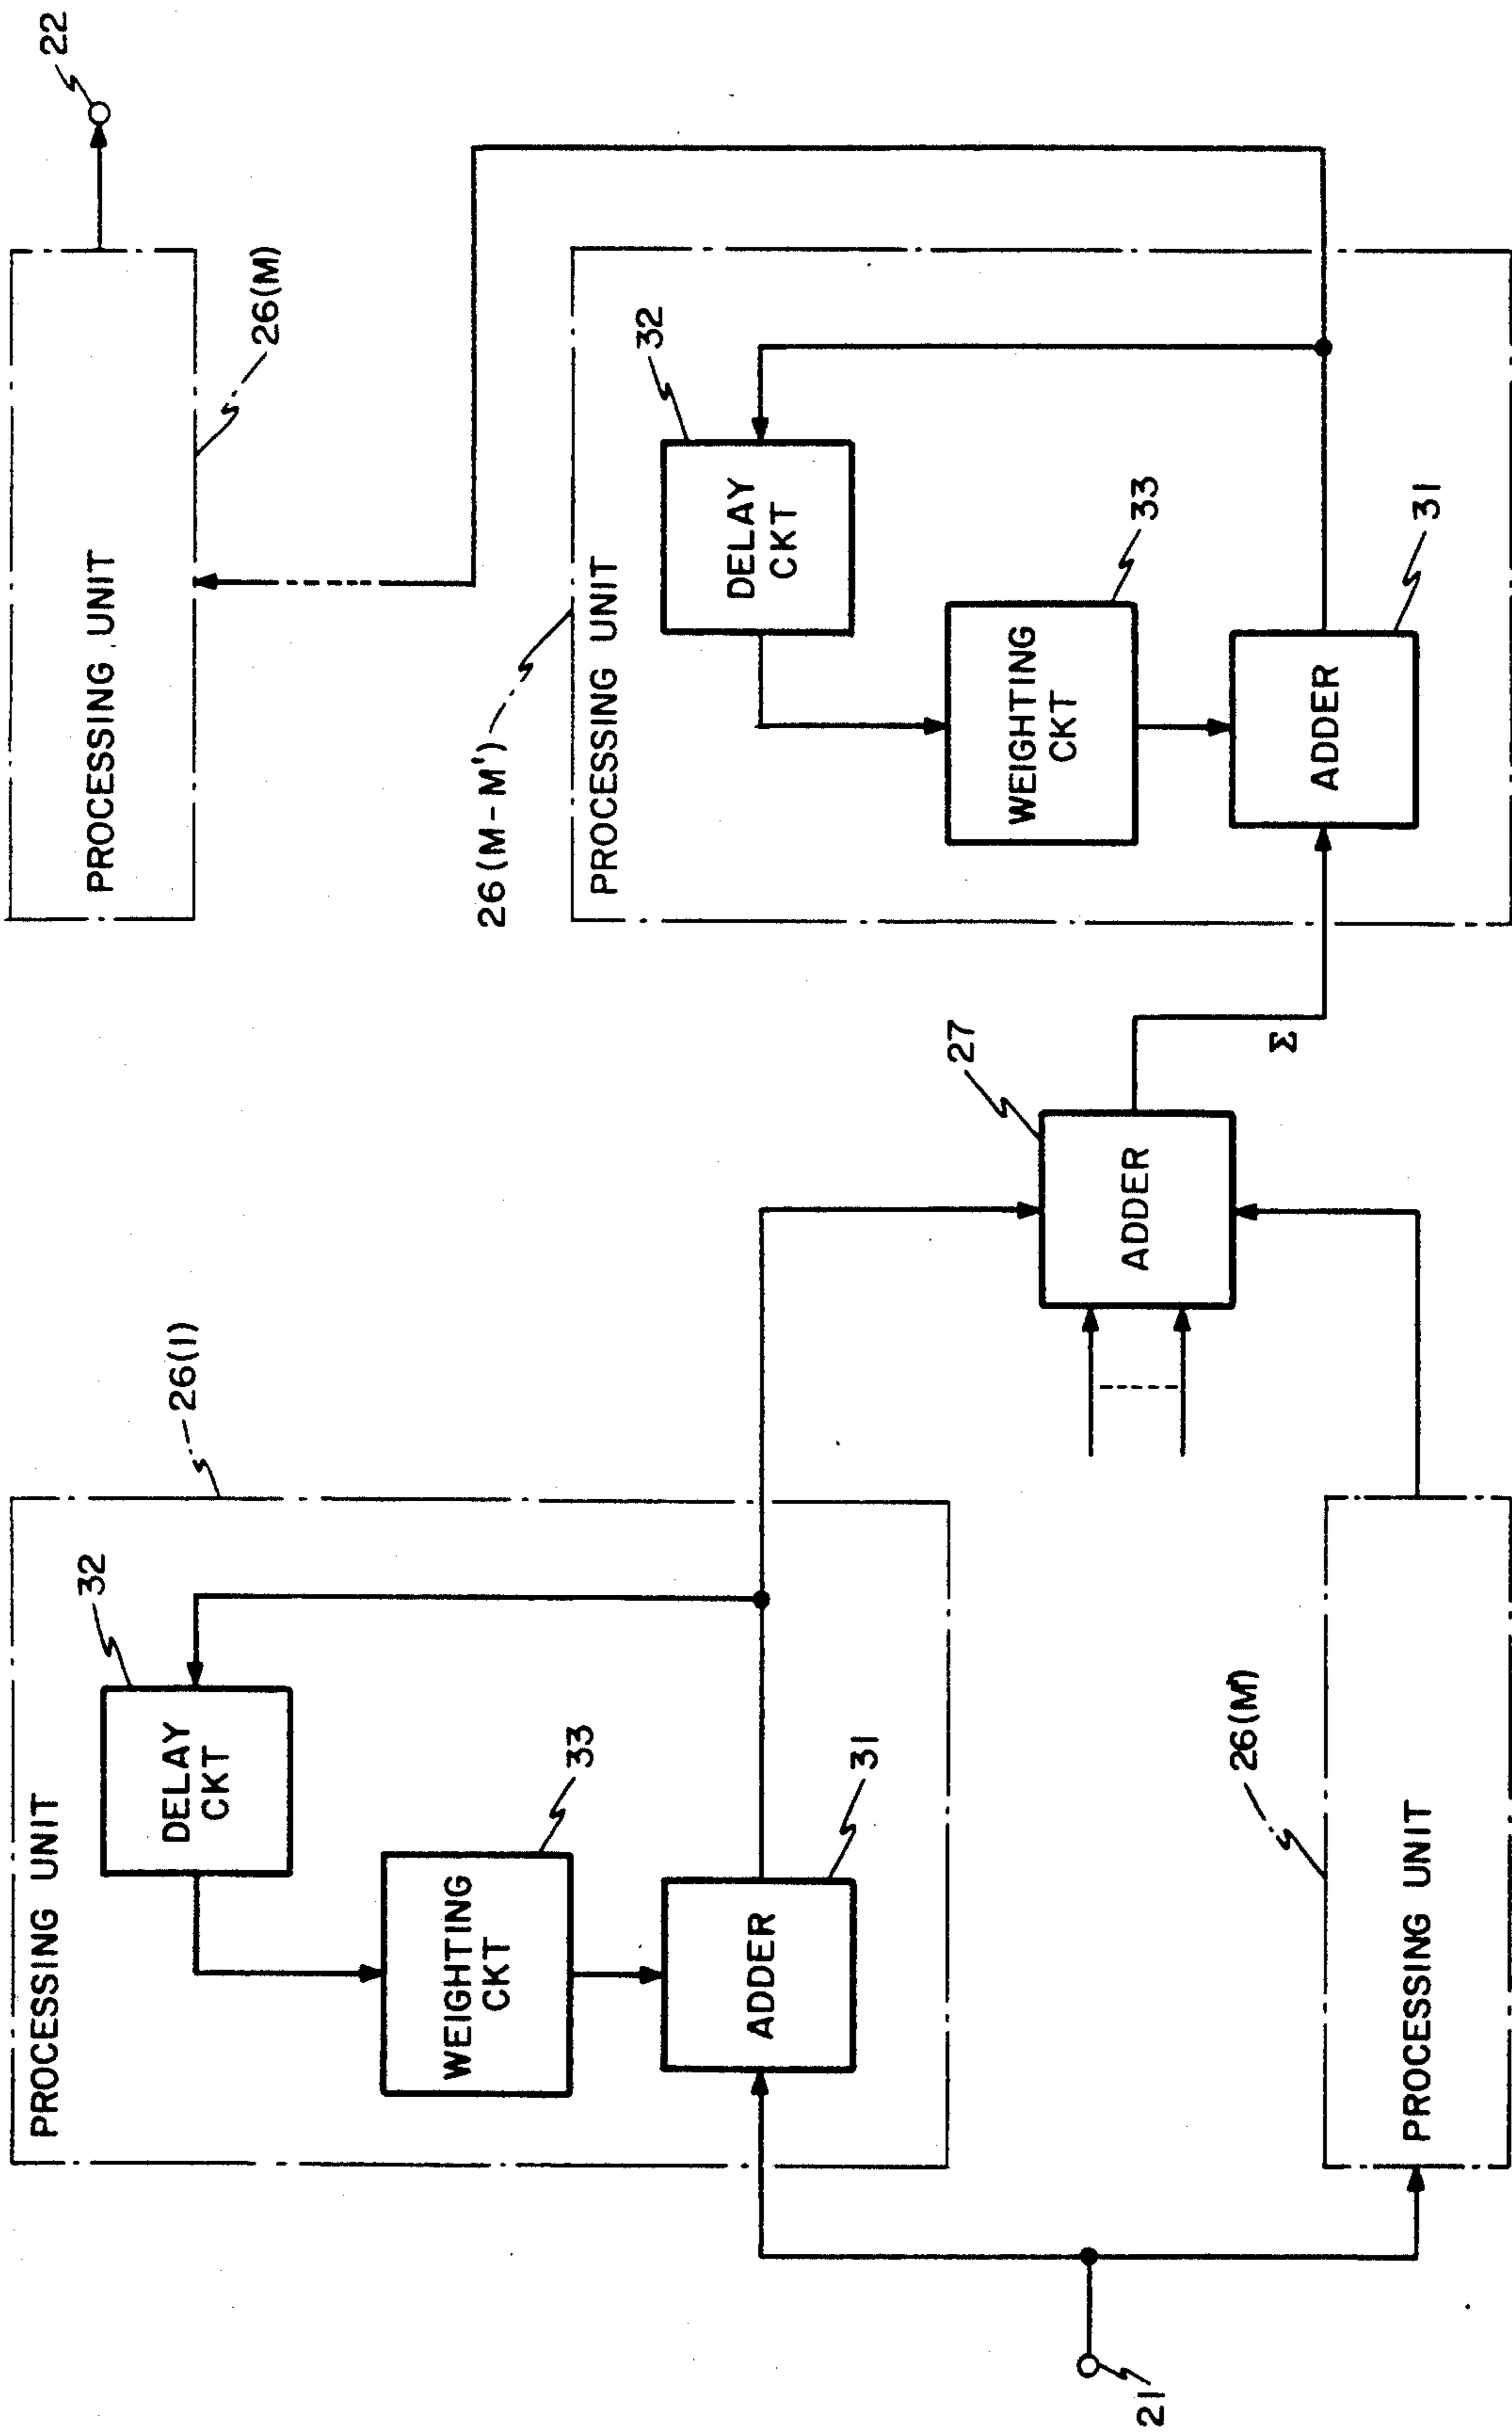 PROCESSING UNIT
26(1)
32
DELAY
CKT
33
WEIGHTING
CKT
31
ADDER
21
PROCESSING UNIT
26(M')
27
ADDER
Σ
26(M-M')
PROCESSING UNIT
32
DELAY
CKT
33
WEIGHTING
CKT
31
ADDER
PROCESSING UNIT
26(M)
22